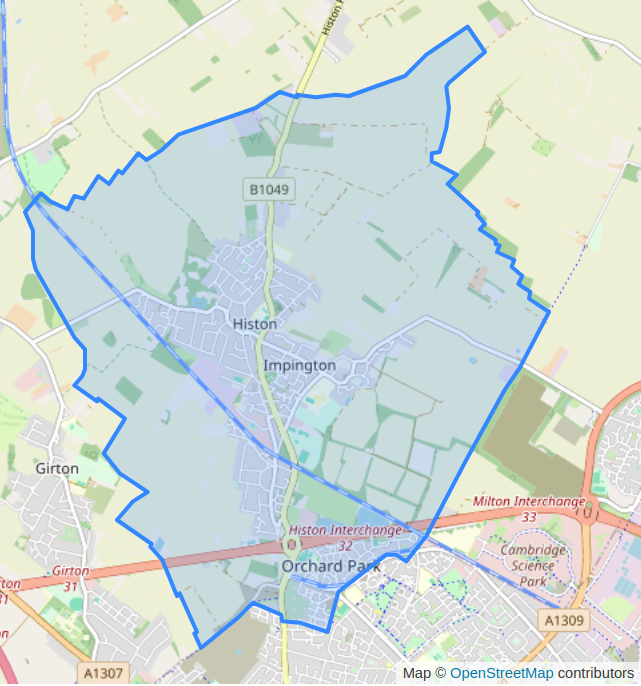 Histon
B1049
Histon
Impington
Girton
Milton Interchange
33
Histon Interchange
32
Cambridge
Science
Park
Orchard Park
Girton
31
31
A1309
A1307
Map © OpenStreetMap contributors